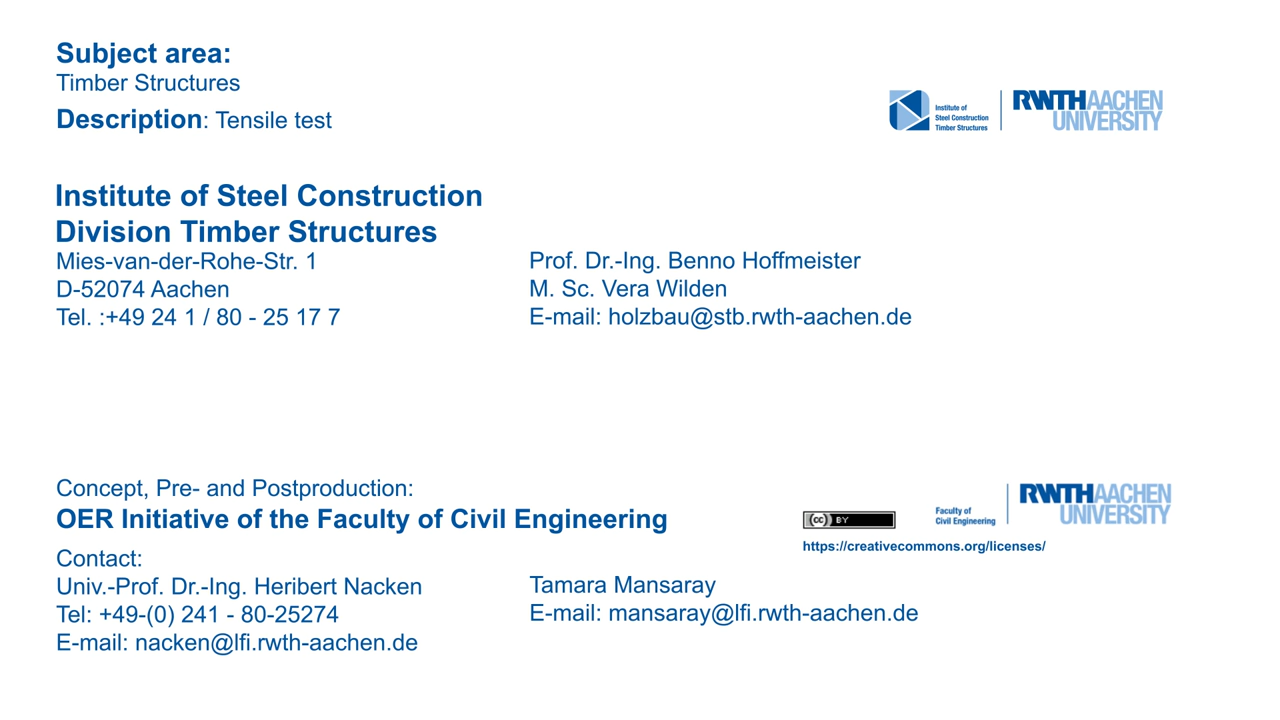 Subject area:
Timber Structures
Description: Tensile test
Institute of
Steel Construction
Timber Structures
RWTHAACHEN
UNIVERSITY
Institute of Steel Construction
Division Timber Structures
Mies-van-der-Rohe-Str. 1
D-52074 Aachen
Tel. :+49 24 1 / 80 - 25 17 7
Prof. Dr.-Ing. Benno Hoffmeister
M. Sc. Vera Wilden
E-mail: holzbau@stb.rwth-aachen.de
Concept, Pre- and Postproduction:
OER Initiative of the Faculty of Civil Engineering
Contact:
Univ.-Prof. Dr.-Ing. Heribert Nacken
Tel: +49-(0) 241 - 80-25274
E-mail: nacken@lfi.rwth-aachen.de
Tamara Mansaray
E-mail: mansaray@lfi.rwth-aachen.de
cc BY
Faculty of
Civil Engineering
RWTHAACHEN
UNIVERSITY
https://creativecommons.org/licenses/